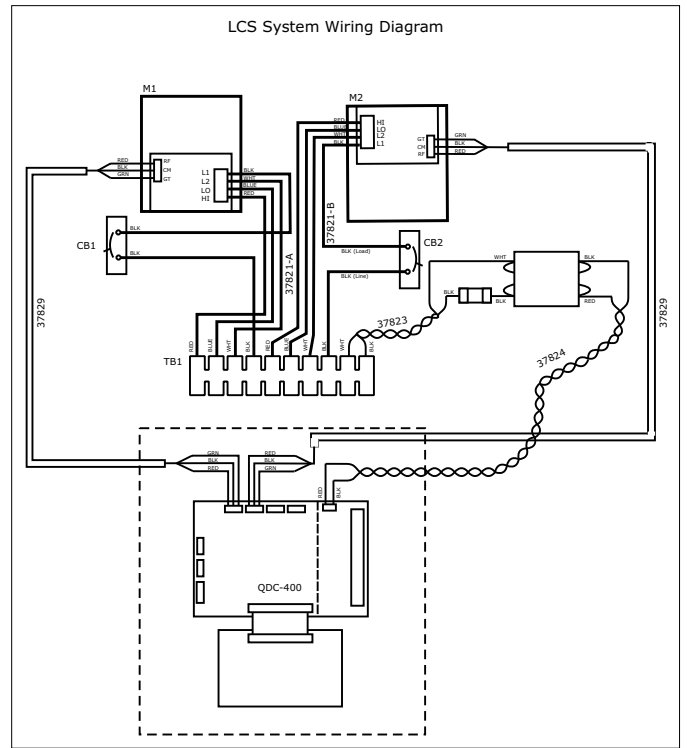 LCS System Wiring Diagram
M1
M2
RED
BLK
GRN
RF
CM
GT
L1
L2
LO
HI
BLK
WHT
BLUE
RED
RED
BLUE
WHT
BLK
HI
LO
L2
L1
GT
CM
RF
GRN
BLK
RED
CB1
BLK
BLK
37821-A
37821-B
BLK (Load)
BLK (Line)
CB2
WHT
BLK
BLK
BLK
RED
37829
37829
37823
37824
TB1
RED
BLUE
WHT
BLK
RED
BLUE
WHT
BLK
WHT
BLK
GRN
BLK
RED
RED
BLK
GRN
RED
BLK
QDC-400